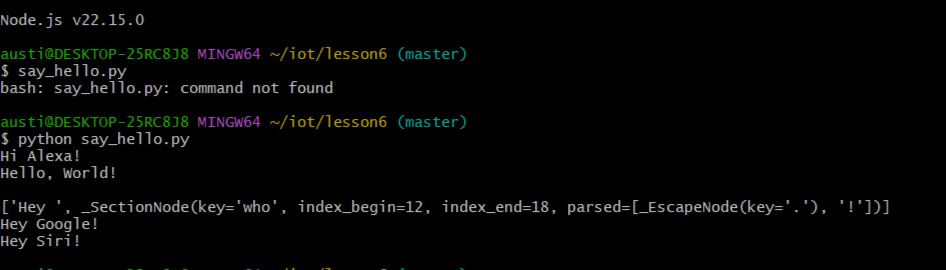 Node.js v22.15.0
austi@DESKTOP-25RC8J8 MINGW64 ~/iot/lesson6 (master)
$ say_hello.py
bash: say_hello.py: command not found
austi@DESKTOP-25RC8J8 MINGW64 ~/iot/lesson6 (master)
$ python say_hello.py
Hi Alexa!
Hello, World!
['Hey ', _SectionNode(key='who', index_begin=12, index_end=18, parsed=[_EscapeNode(key='.'), '!'])]
Hey Google!
Hey Siri!